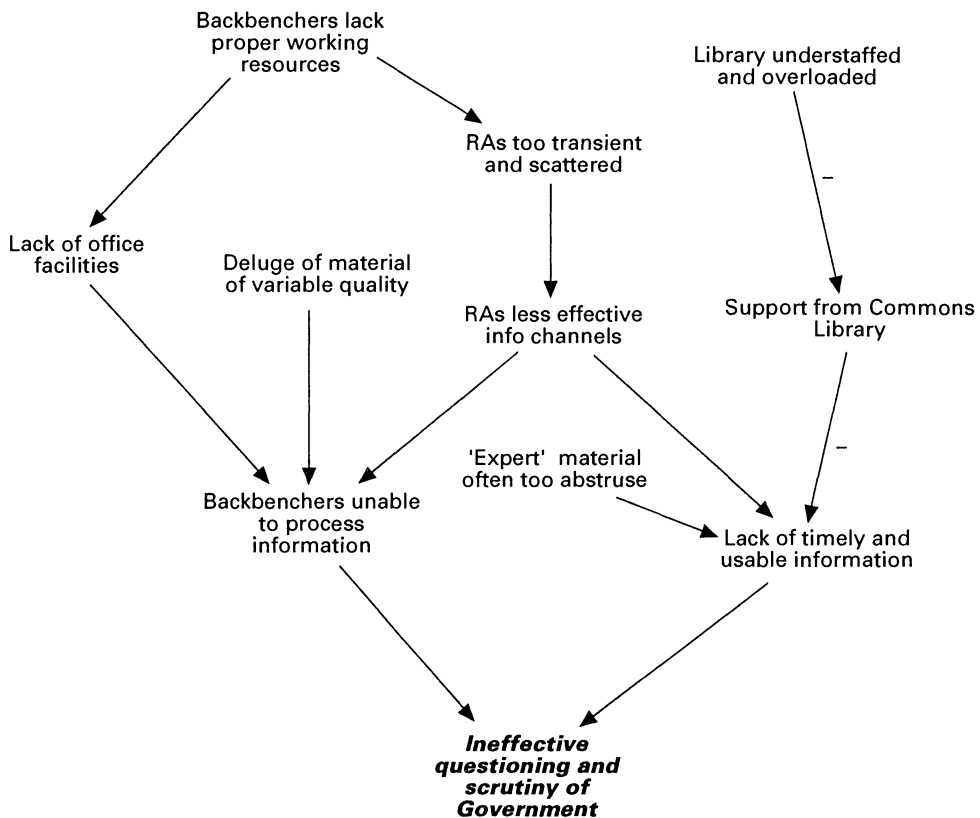 Backbenchers lack
proper working
resources
Library understaffed
and overloaded
RAs too transient
and scattered
–
Lack of office
facilities
Deluge of material
of variable quality
RAs less effective
info channels
Support from Commons
Library
'Expert' material
often too abstruse
–
Backbenchers unable
to process
information
Lack of timely and
usable information
Ineffective
questioning and
scrutiny of
Government